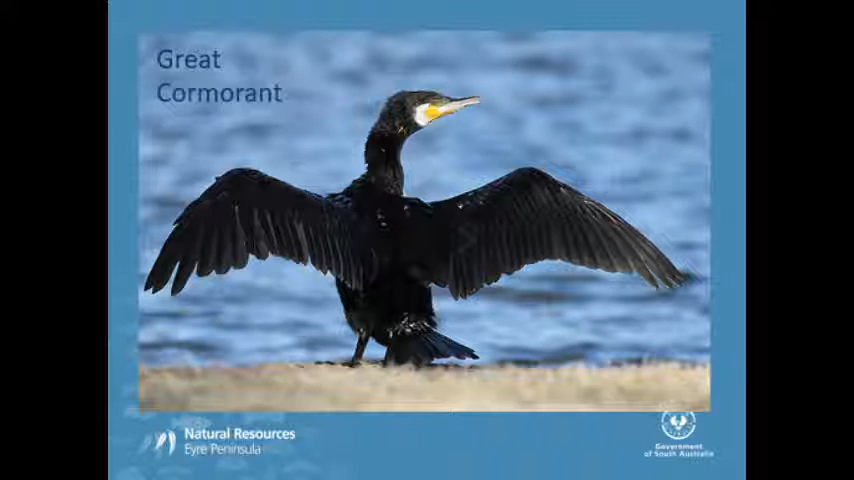 Great
Cormorant
Natural Resources
Eyre Peninsula
Government
of South Australia